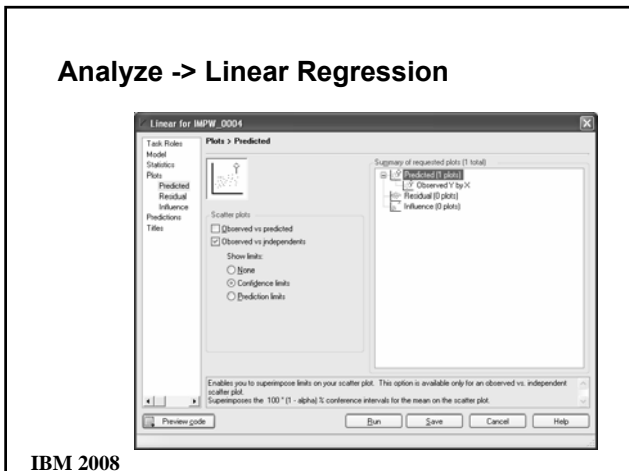 Analyze -> Linear Regression
Linear for IMPW_0004
Task Roles
Model
Statistics
Plots
Predicted
Residual
Influence
Predictions
Titles
Plots > Predicted
Scatter plots
Observed vs predicted
Observed vs independents
Show limits:
None
Confidence limits
Prediction limits
Summary of requested plots (1 total)
Predicted (1 plots)
Observed Y by X
Residual (0 plots)
Influence (0 plots)
Enables you to superimpose limits on your scatter plot. This option is available only for an observed vs. independent
scatter plot.
Superimposes the 100 * (1 - alpha) % conference intervals for the mean on the scatter plot.
Preview code
Run
Save
Cancel
Help
IBM 2008